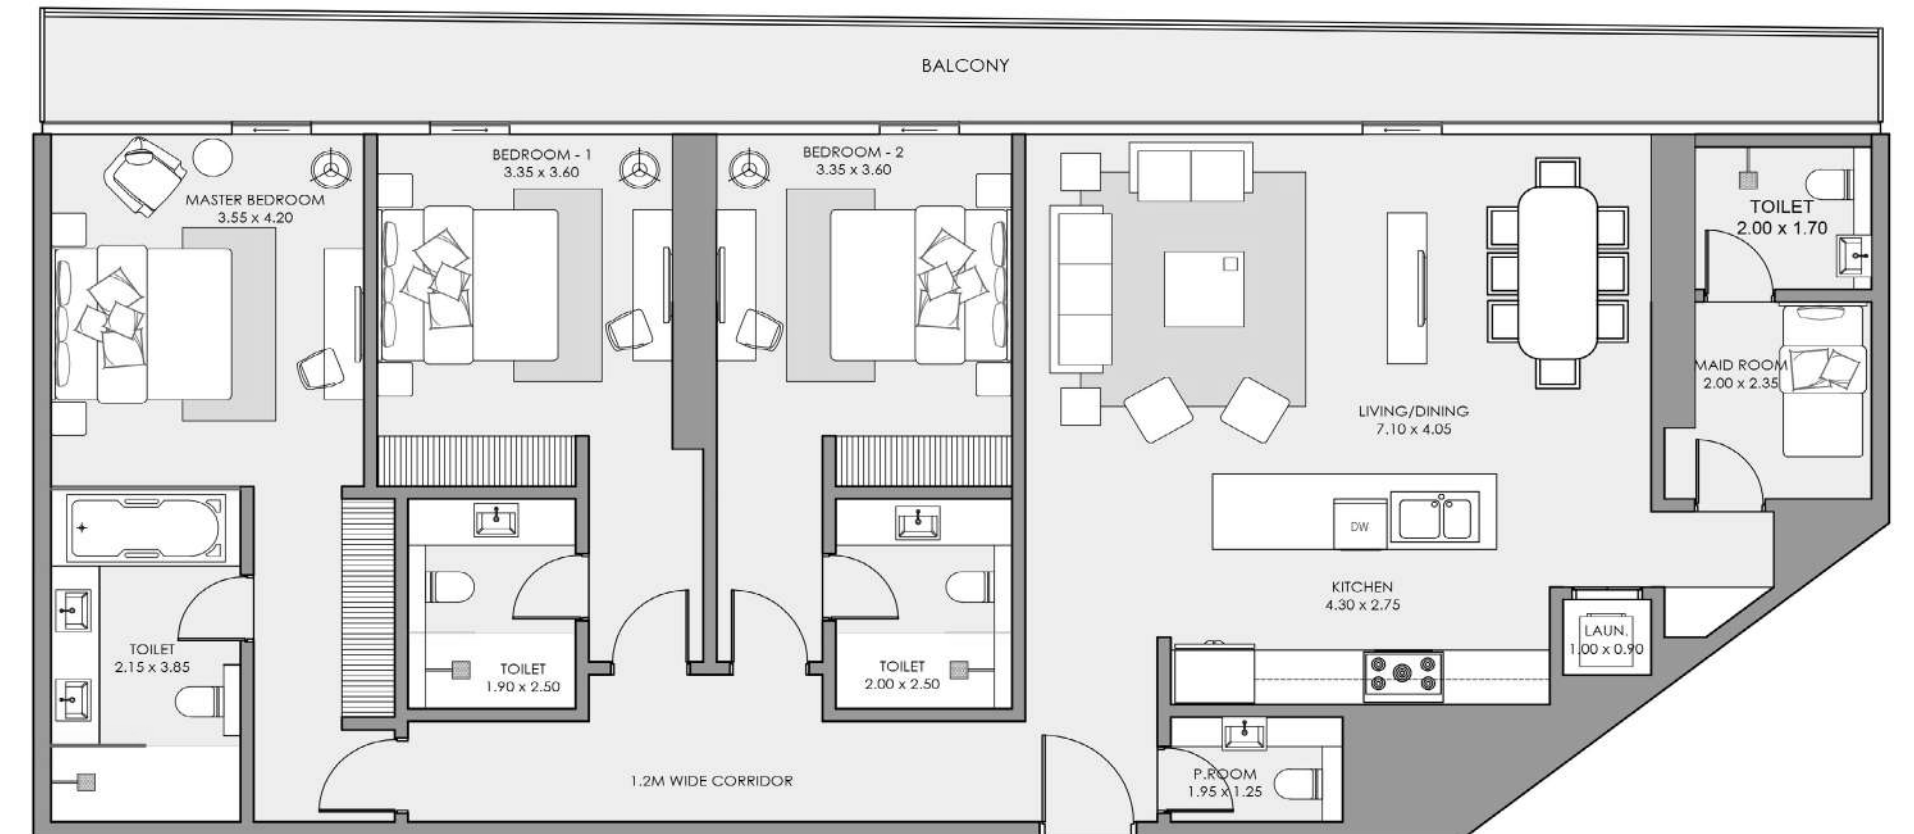 BALCONY
MASTER BEDROOM
3.55 x 4.20
BEDROOM - 1
3.35 x 3.60
BEDROOM - 2
3.35 x 3.60
TOILET
2.00 x 1.70
MAID ROOM
2.00 x 2.35
LIVING/DINING
7.10 x 4.05
DW
KITCHEN
4.30 x 2.75
LAUN.
1.00 x 0.90
TOILET
2.15 x 3.85
TOILET
1.90 x 2.50
TOILET
2.00 x 2.50
1.2M WIDE CORRIDOR
P.ROOM
1.95 x 1.25